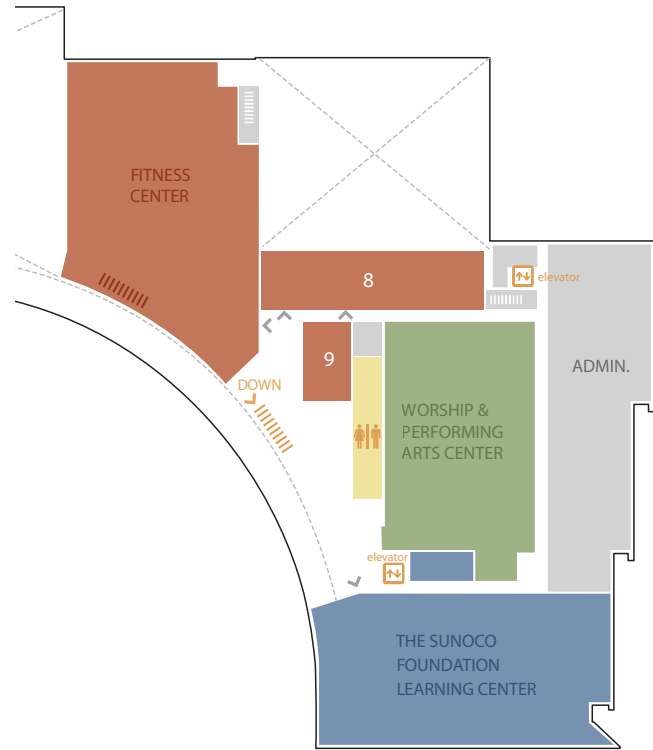 FITNESS
CENTER
8
elevator
9
ADMIN.
DOWN
WORSHIP &
PERFORMING
ARTS CENTER
elevator
THE SUNOCO
FOUNDATION
LEARNING CENTER